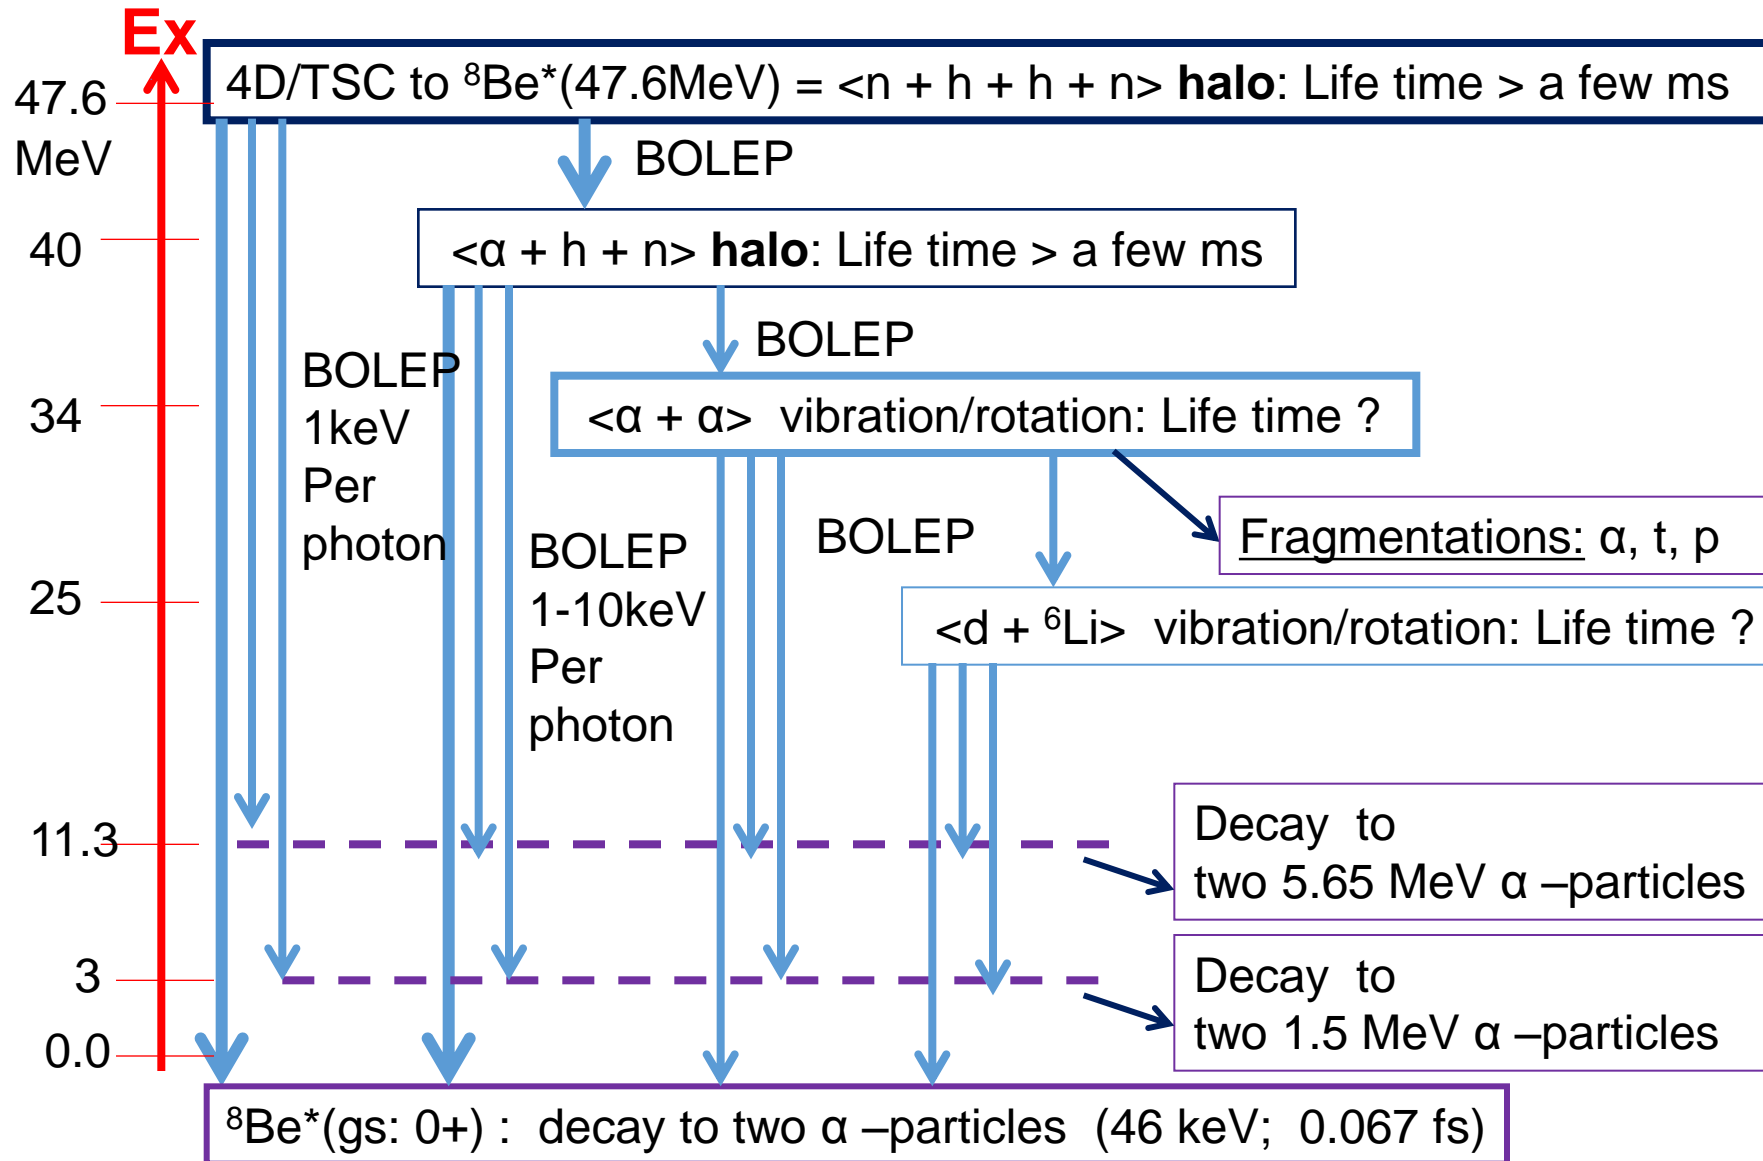 Ex
47.6
MeV
4D/TSC to ⁸Be*(47.6MeV) = <n + h + h + n> halo: Life time > a few ms
BOLEP
40
<α + h + n> halo: Life time > a few ms
BOLEP
BOLEP
1keV
Per
photon
34
<α + α> vibration/rotation: Life time ?
BOLEP
1-10keV
Per
photon
BOLEP
Fragmentations: α, t, p
25
<d + ⁶Li> vibration/rotation: Life time ?
11.3
Decay to
two 5.65 MeV α –particles
3
Decay to
two 1.5 MeV α –particles
0.0
⁸Be*(gs: 0+) : decay to two α –particles (46 keV; 0.067 fs)